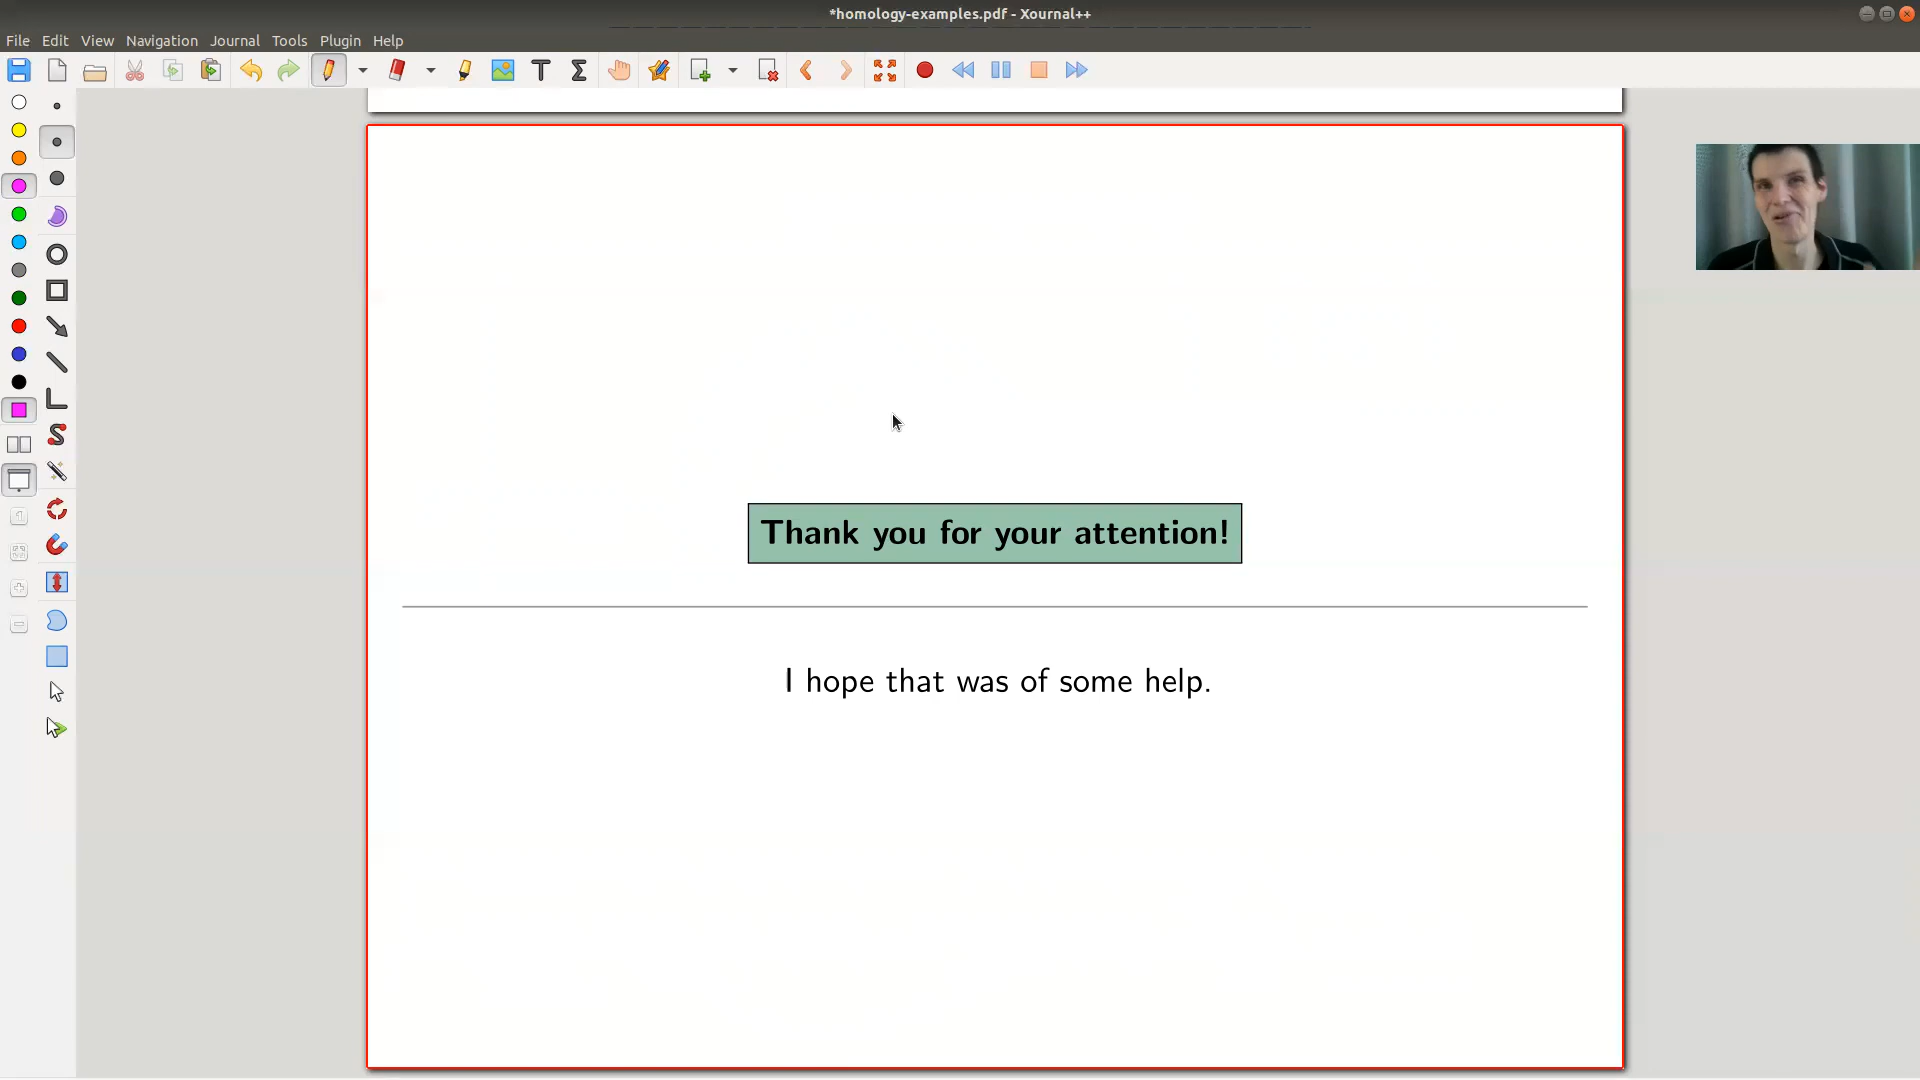 *homology-examples.pdf - Xournal++
File Edit View Navigation Journal Tools Plugin Help
Thank you for your attention!
I hope that was of some help.